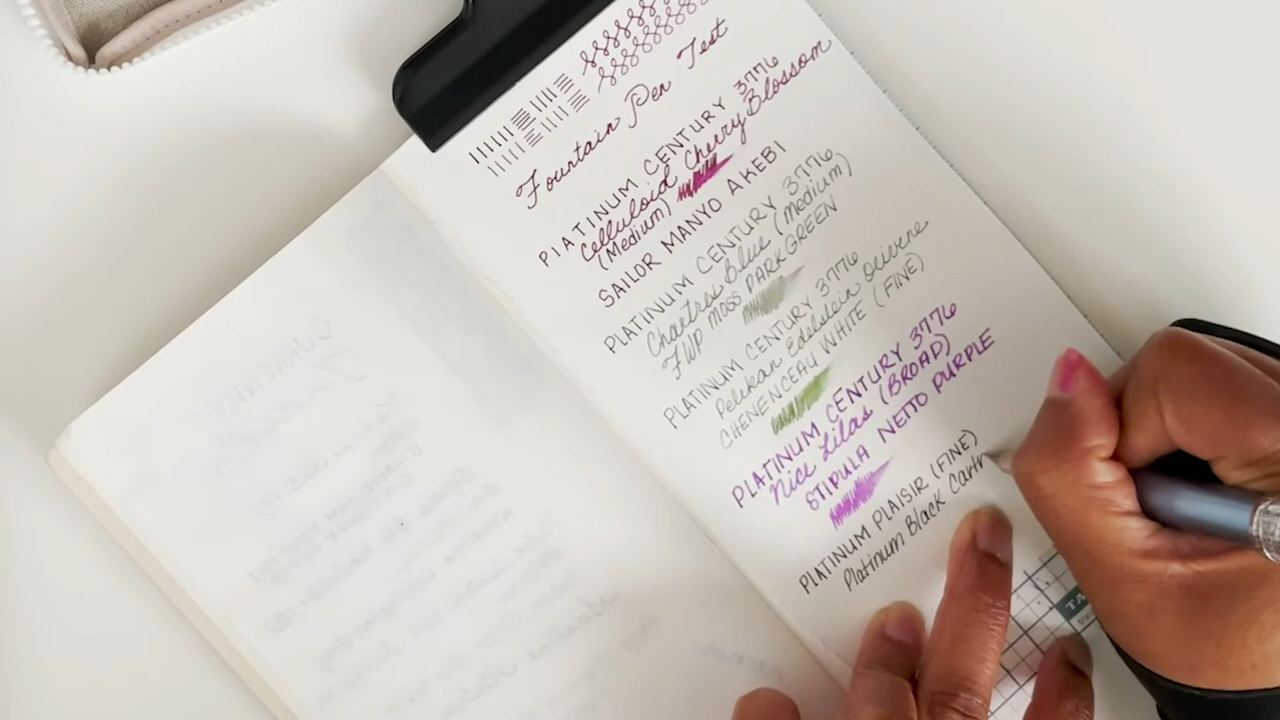 Fountain Pen Test
PLATINUM CENTURY 3776
Celluloid Cherry Blossom
(Medium)
SAILOR MANYO AKEBI
PLATINUM CENTURY 3776
Chartres Blue (medium)
FWP MOSS PARK GREEN
PLATINUM CENTURY 3776
Pelikan Edelstein Olivine
CHENENCEAU WHITE (FINE)
PLATINUM CENTURY 3776
Nice Lilas (BROAD)
STIPULA NETTO PURPLE
PLATINUM PLAISIR (FINE)
Platinum Black Cartr